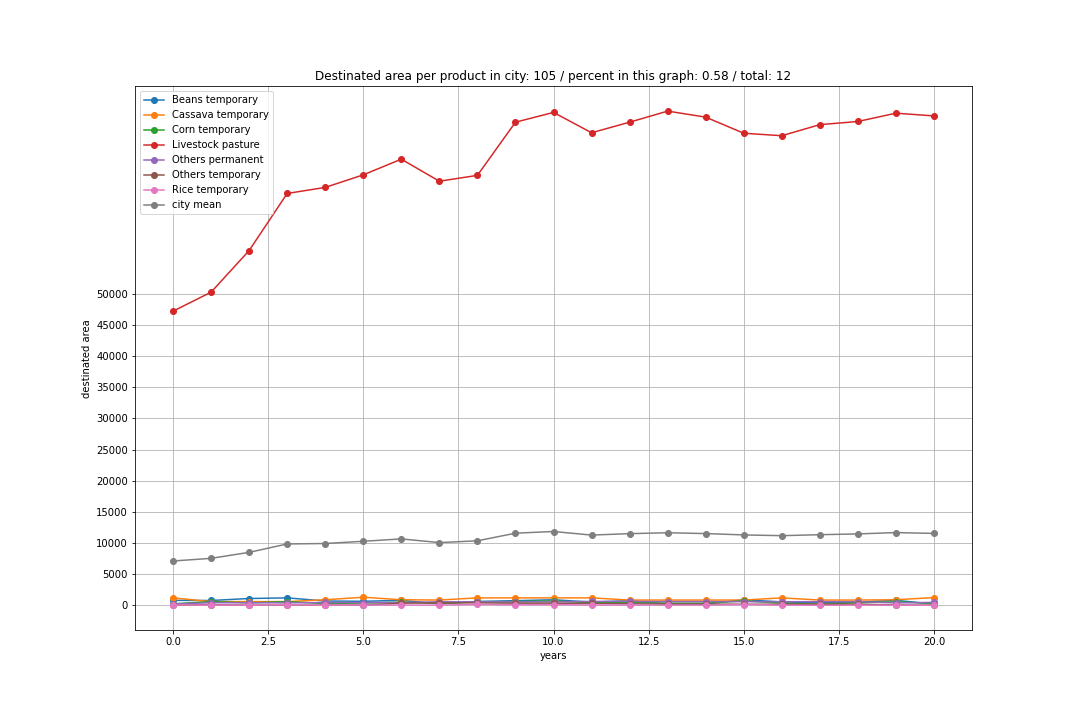 Destinated area per product in city: 105 / percent in this graph: 0.58 / total: 12
Beans temporary
Cassava temporary
Corn temporary
Livestock pasture
Others permanent
Others temporary
Rice temporary
city mean
50000
45000
40000
35000
30000
25000
20000
15000
10000
5000
0
destinated area
0.0 2.5 5.0 7.5 10.0 12.5 15.0 17.5 20.0
years